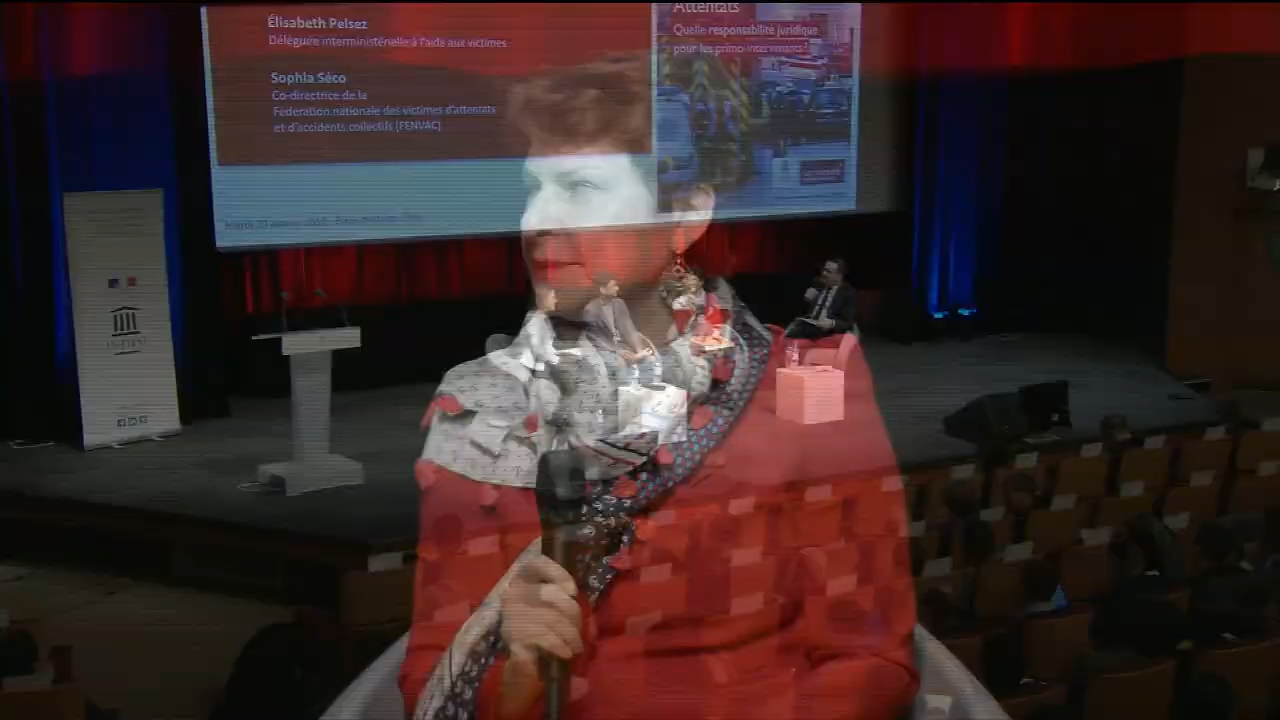 Élisabeth Pelsez
Déléguée interministérielle à l'aide aux victimes
Sophia Séco
Co-directrice de la
Fédération nationale des victimes d'attentats
et d'accidents collectifs (FENVAC)
Attentats
Quelle responsabilité juridique
pour les primo-intervenants ?
Mardi